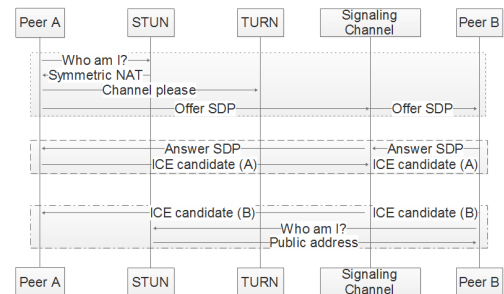 Peer A
STUN
TURN
Signaling
Channel
Peer B
Who am I?
Symmetric NAT
Channel please
Offer SDP
Offer SDP
Answer SDP
Answer SDP
ICE candidate (A)
ICE candidate (A)
ICE candidate (B)
ICE candidate (B)
Who am I?
Public address
Peer A
STUN
TURN
Signaling
Channel
Peer B